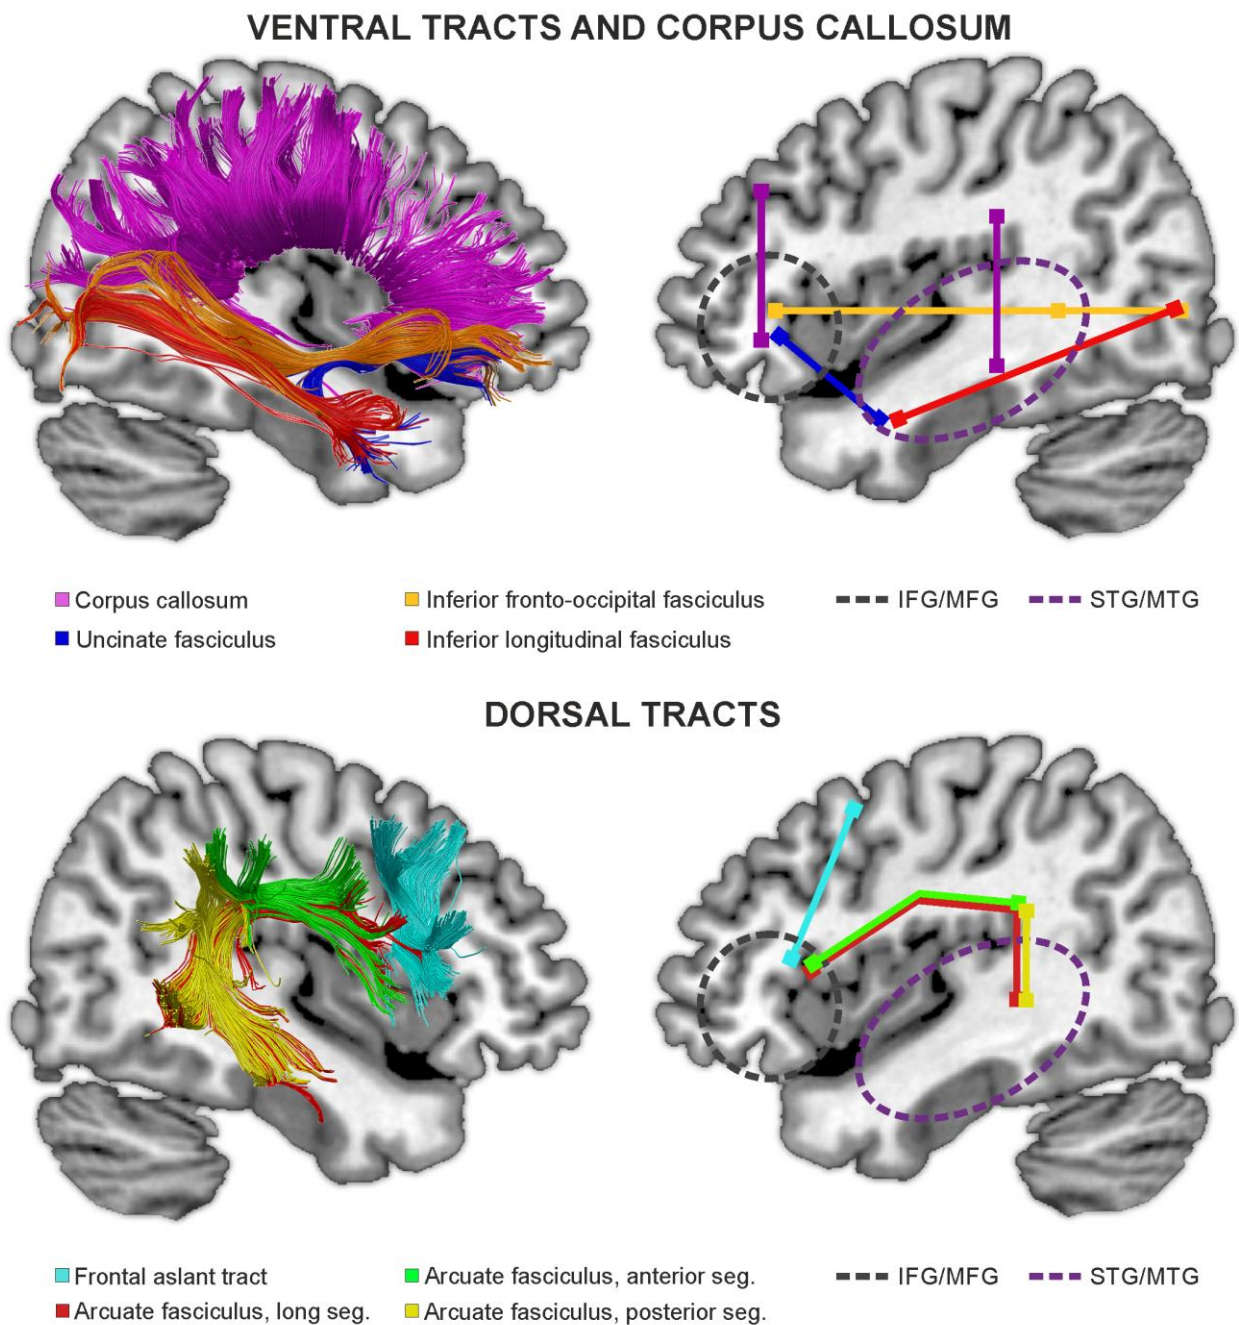 VENTRAL TRACTS AND CORPUS CALLOSUM
Corpus callosum
Inferior fronto-occipital fasciculus
IFG/MFG
STG/MTG
Uncinate fasciculus
Inferior longitudinal fasciculus
DORSAL TRACTS
Frontal aslant tract
Arcuate fasciculus, anterior seg.
IFG/MFG
STG/MTG
Arcuate fasciculus, long seg.
Arcuate fasciculus, posterior seg.